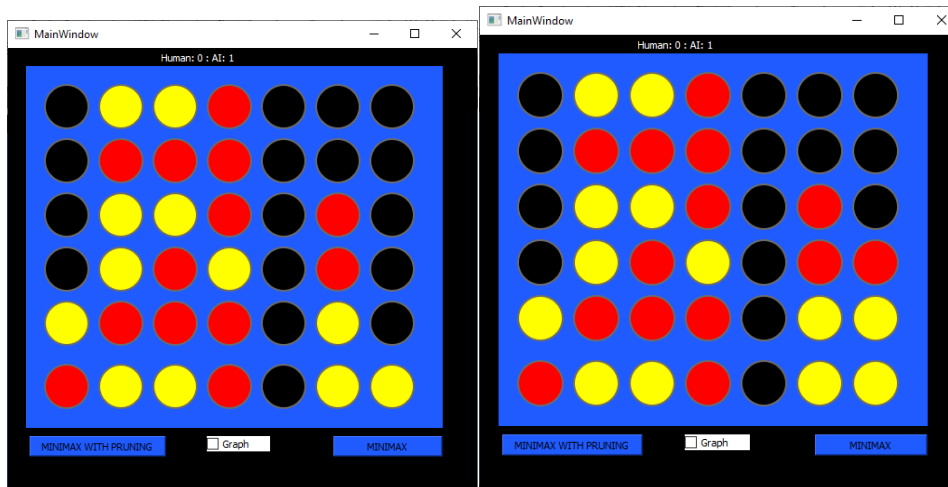 MainWindow
Human: 0 : AI: 1
MINIMAX WITH PRUNING
Graph
MINIMAX
MainWindow
Human: 0 : AI: 1
MINIMAX WITH PRUNING
Graph
MINIMAX